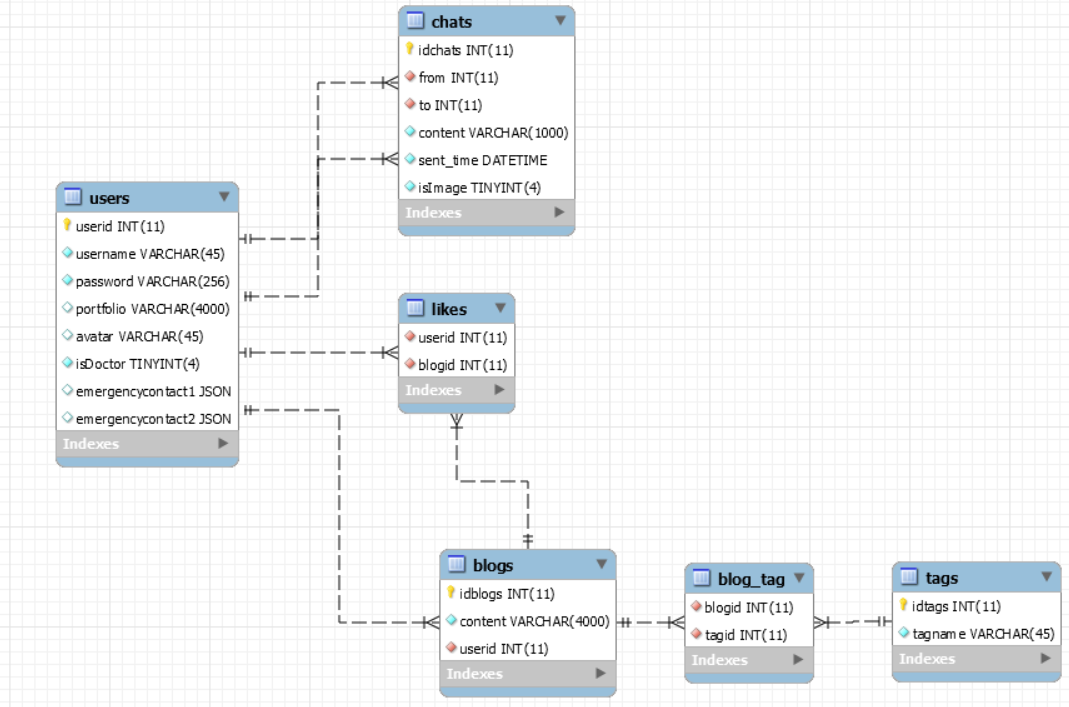 chats
idchats INT(11)
from INT(11)
to INT(11)
content VARCHAR(1000)
sent_time DATETIME
isImage TINYINT(4)
Indexes
users
userid INT(11)
username VARCHAR(45)
password VARCHAR(256)
portfolio VARCHAR(4000)
avatar VARCHAR(45)
isDoctor TINYINT(4)
emergencycontact1 JSON
emergencycontact2 JSON
Indexes
likes
userid INT(11)
blogid INT(11)
Indexes
blogs
idblogs INT(11)
content VARCHAR(4000)
userid INT(11)
Indexes
blog_tag
blogid INT(11)
tagid INT(11)
Indexes
tags
idtags INT(11)
tagname VARCHAR(45)
Indexes